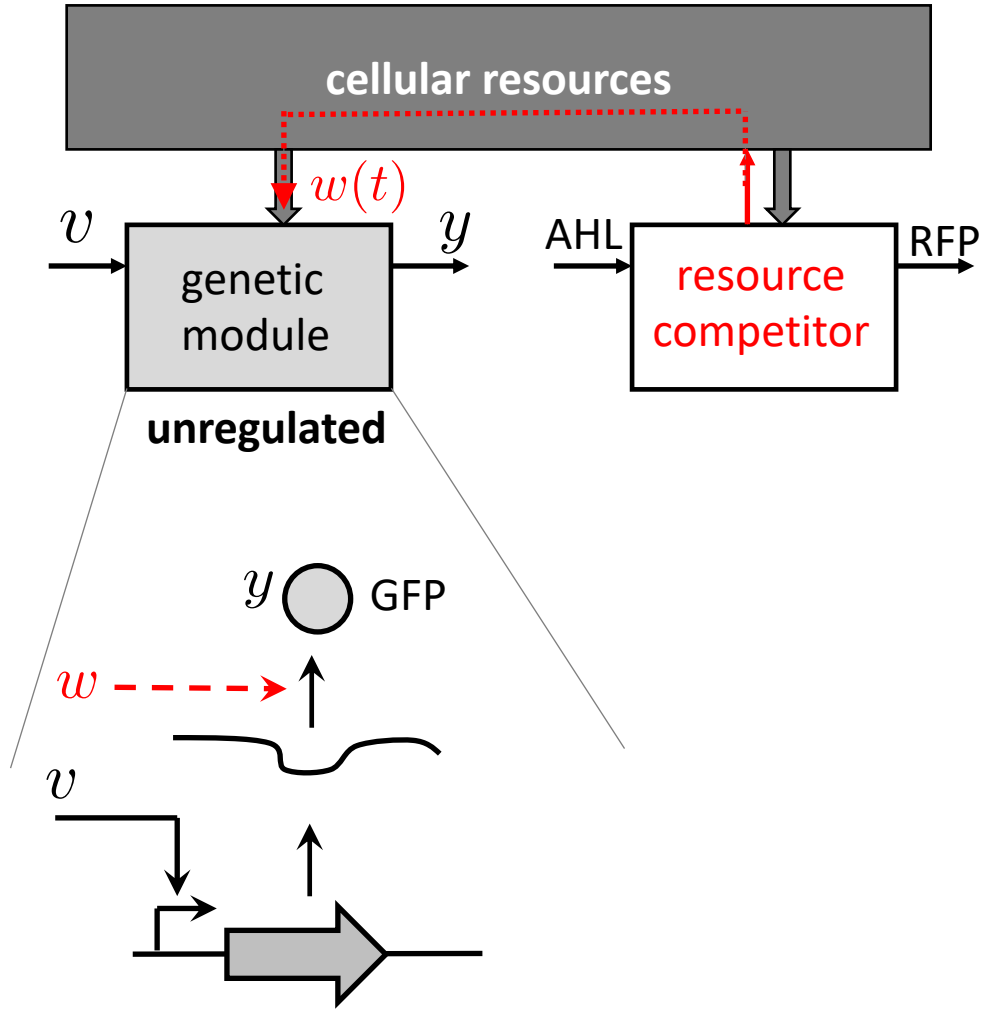 cellular resources
w(t)
v
y
AHL
RFP
genetic
module
resource
competitor
unregulated
y
GFP
w
v